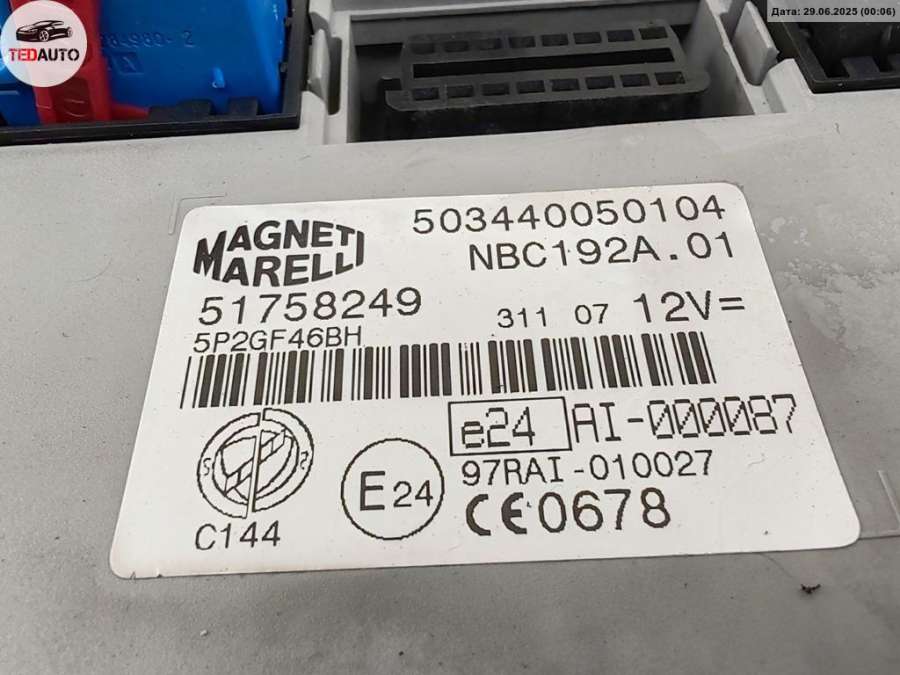 Дата: 29.06.2025 (00:06)
TEDAUTO
MAGNETI
MARELLI
503440050104
NBC192A.01
51758249
311 07 12V=
5P2GF46BH
e24 AI-000087
97RAI-010027
E24
CE0678
C144